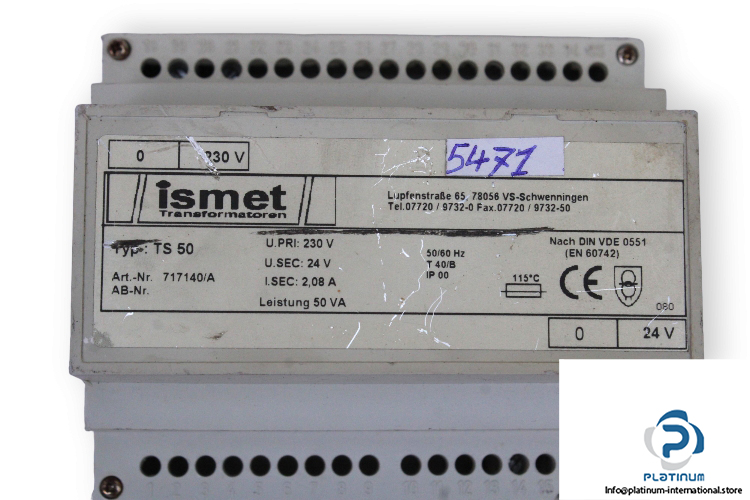 0 230 V
5471
ismet
Transformatoren
Lupfenstraße 65, 78056 VS-Schwenningen
Tel.07720 / 9732-0 Fax.07720 / 9732-50
Typ: TS 50
Art.-Nr. 717140/A
AB-Nr.
U.PRI: 230 V
U.SEC: 24 V
I.SEC: 2,08 A
Leistung 50 VA
50/60 Hz
T 40/B
IP 00
115°C
Nach DIN VDE 0551
(EN 60742)
CE
080
0 24 V
PLATINUM
Info@platinum-international.store